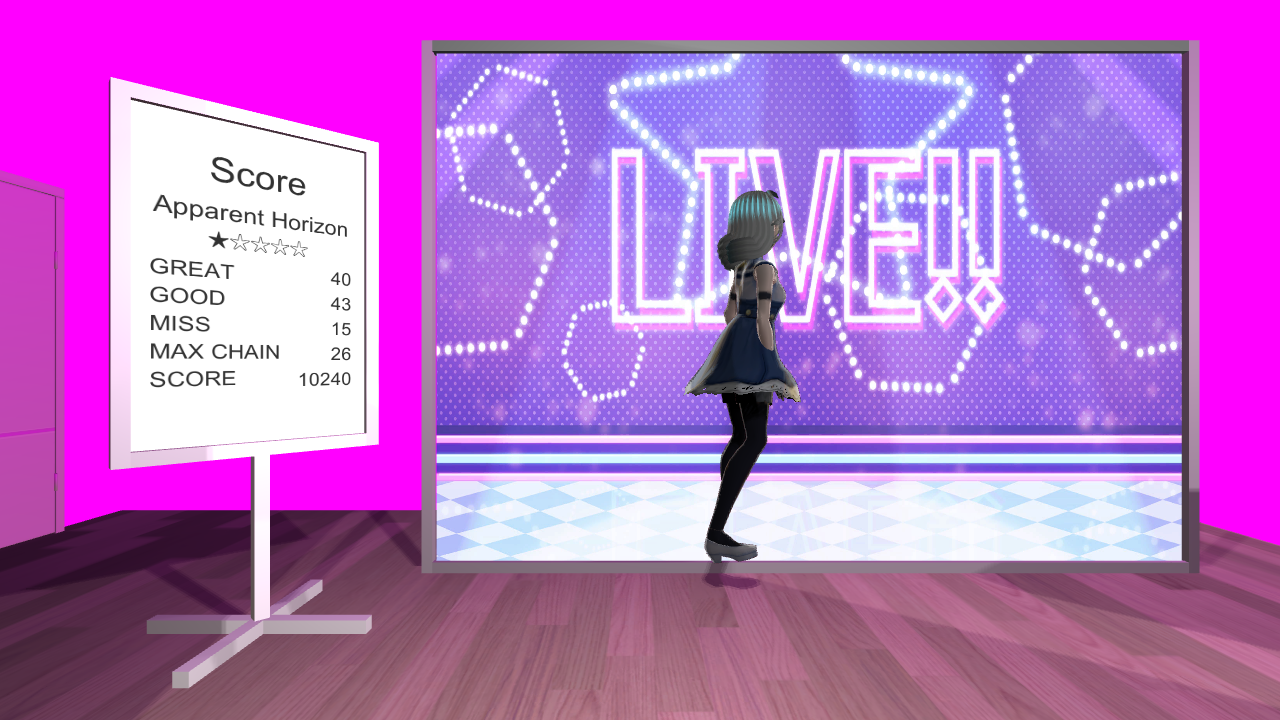 Score
Apparent Horizon
★☆☆☆☆
GREAT 40
GOOD 43
MISS 15
MAX CHAIN 26
SCORE 10240
LIVE!!